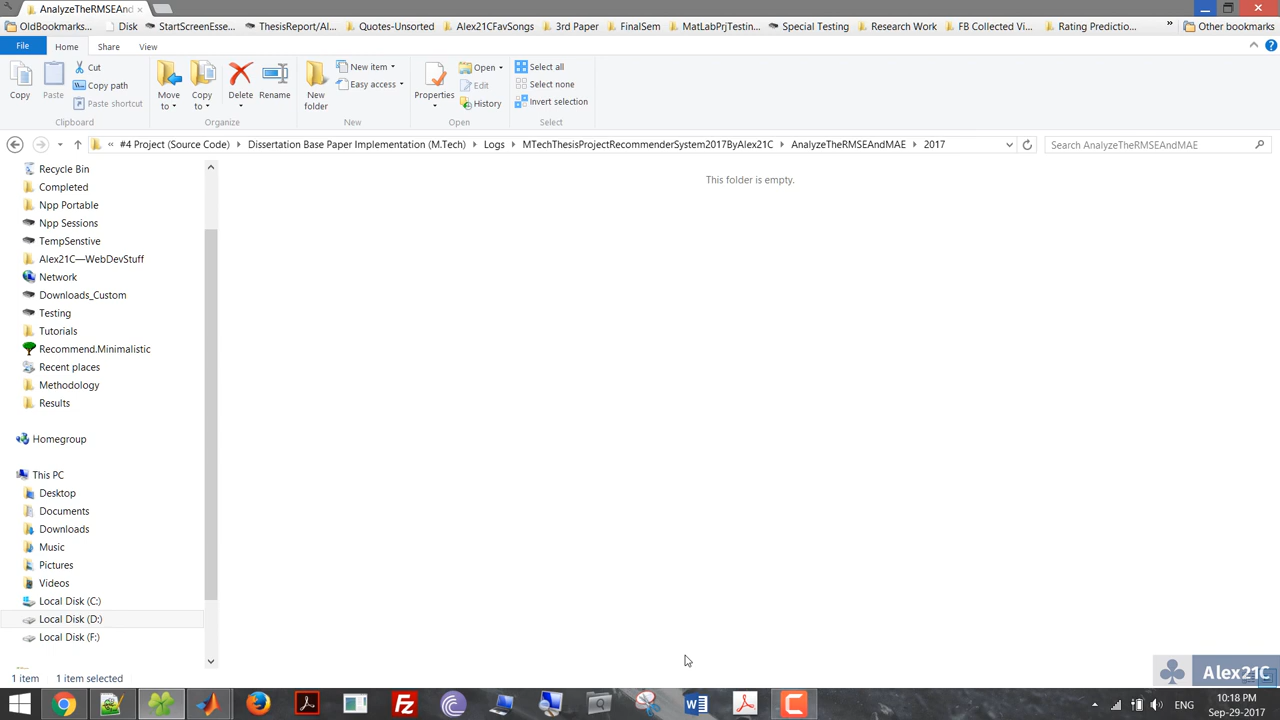 AnalyzeTheRMSEAnd
OldBookmarks... Disk StartScreenEsse... ThesisReport/Al... Quotes-Unsorted Alex21CFavSongs 3rd Paper FinalSem MatLabPrjTestin... Special Testing Research Work FB Collected Vi... Rating Predictio... » Other bookmarks
File Home Share View
Copy Paste Cut Copy path Paste shortcut Move to Copy to Delete Rename New folder New item Easy access Properties Open Edit History Select all Select none Invert selection
Clipboard Organize New Open Select
« #4 Project (Source Code) Dissertation Base Paper Implementation (M.Tech) Logs MTechThesisProjectRecommenderSystem2017ByAlex21C AnalyzeTheRMSEAndMAE 2017 Search AnalyzeTheRMSEAndMAE
This folder is empty.
Recycle Bin
Completed
Npp Portable
Npp Sessions
TempSenstive
Alex21C—WebDevStuff
Network
Downloads_Custom
Testing
Tutorials
Recommend.Minimalistic
Recent places
Methodology
Results
Homegroup
This PC
Desktop
Documents
Downloads
Music
Pictures
Videos
Local Disk (C:)
Local Disk (D:)
Local Disk (F:)
1 item 1 item selected
Alex21C
10:18 PM
ENG
Sep-29-2017